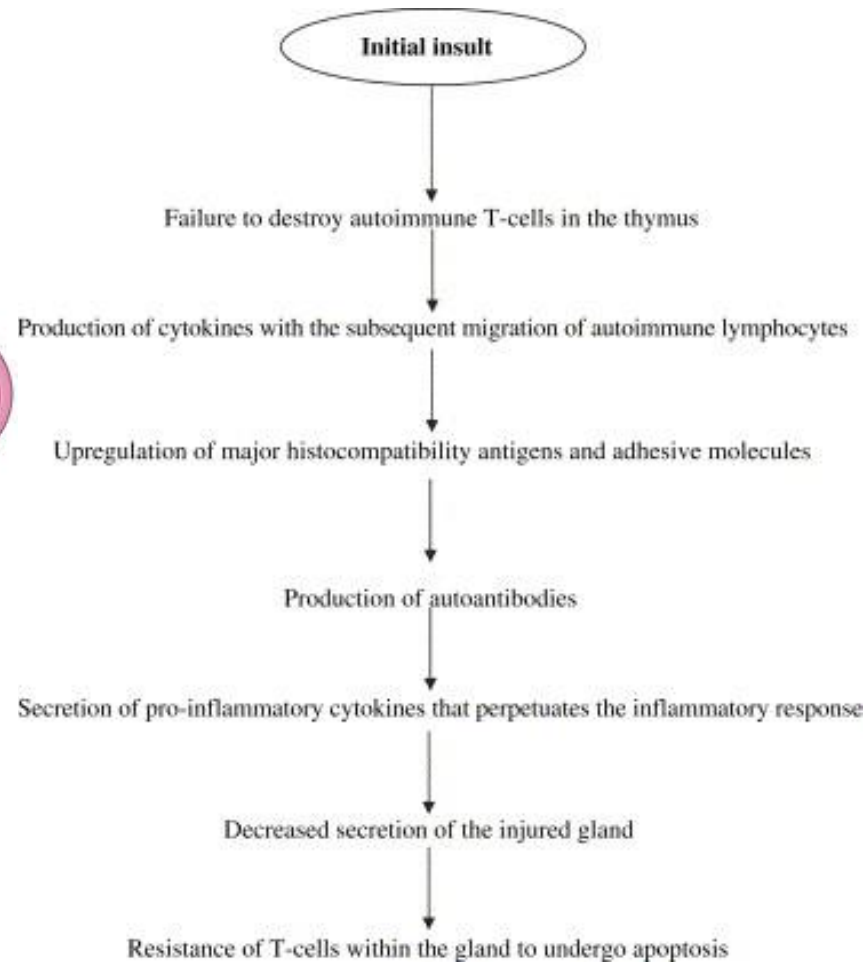 Initial insult
Failure to destroy autoimmune T-cells in the thymus
Production of cytokines with the subsequent migration of autoimmune lymphocytes
Upregulation of major histocompatibility antigens and adhesive molecules
Production of autoantibodies
Secretion of pro-inflammatory cytokines that perpetuates the inflammatory response
Decreased secretion of the injured gland
Resistance of T-cells within the gland to undergo apoptosis